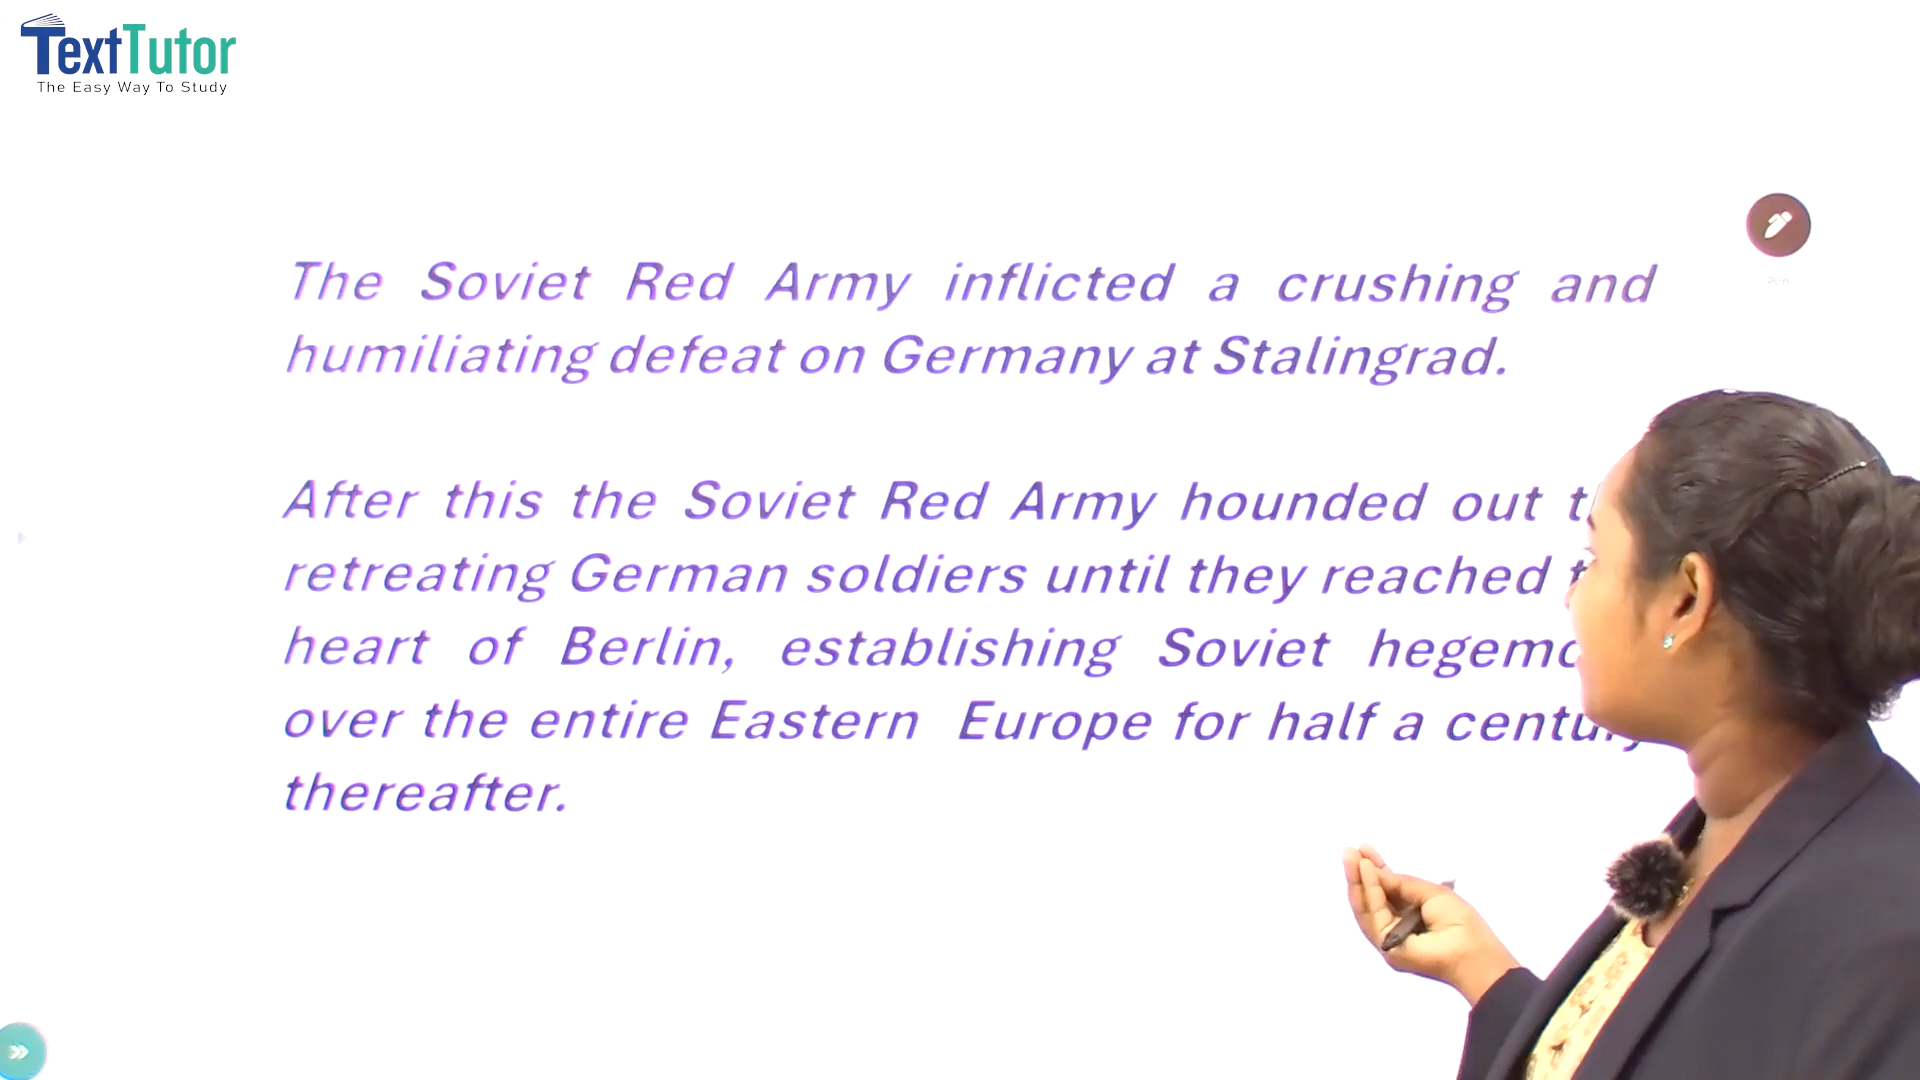 TextTutor
The Easy Way To Study
The Soviet Red Army inflicted a crushing and
humiliating defeat on Germany at Stalingrad.
After this the Soviet Red Army hounded out
retreating German soldiers until they reached
heart of Berlin, establishing Soviet
over the entire Eastern Europe for half a century
thereafter.